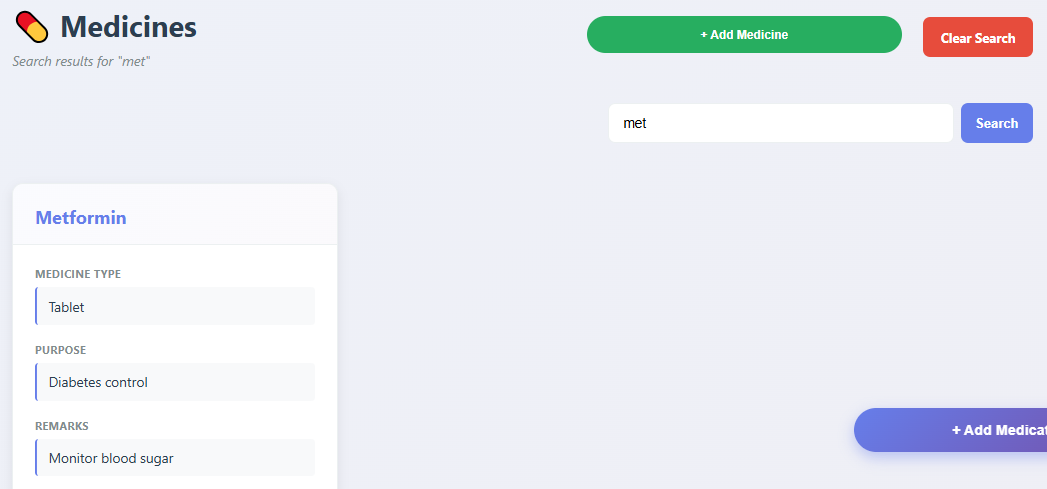 Medicines
+ Add Medicine
Clear Search
Search results for "met"
met
Search
Metformin
MEDICINE TYPE
Tablet
PURPOSE
Diabetes control
REMARKS
Monitor blood sugar
+ Add